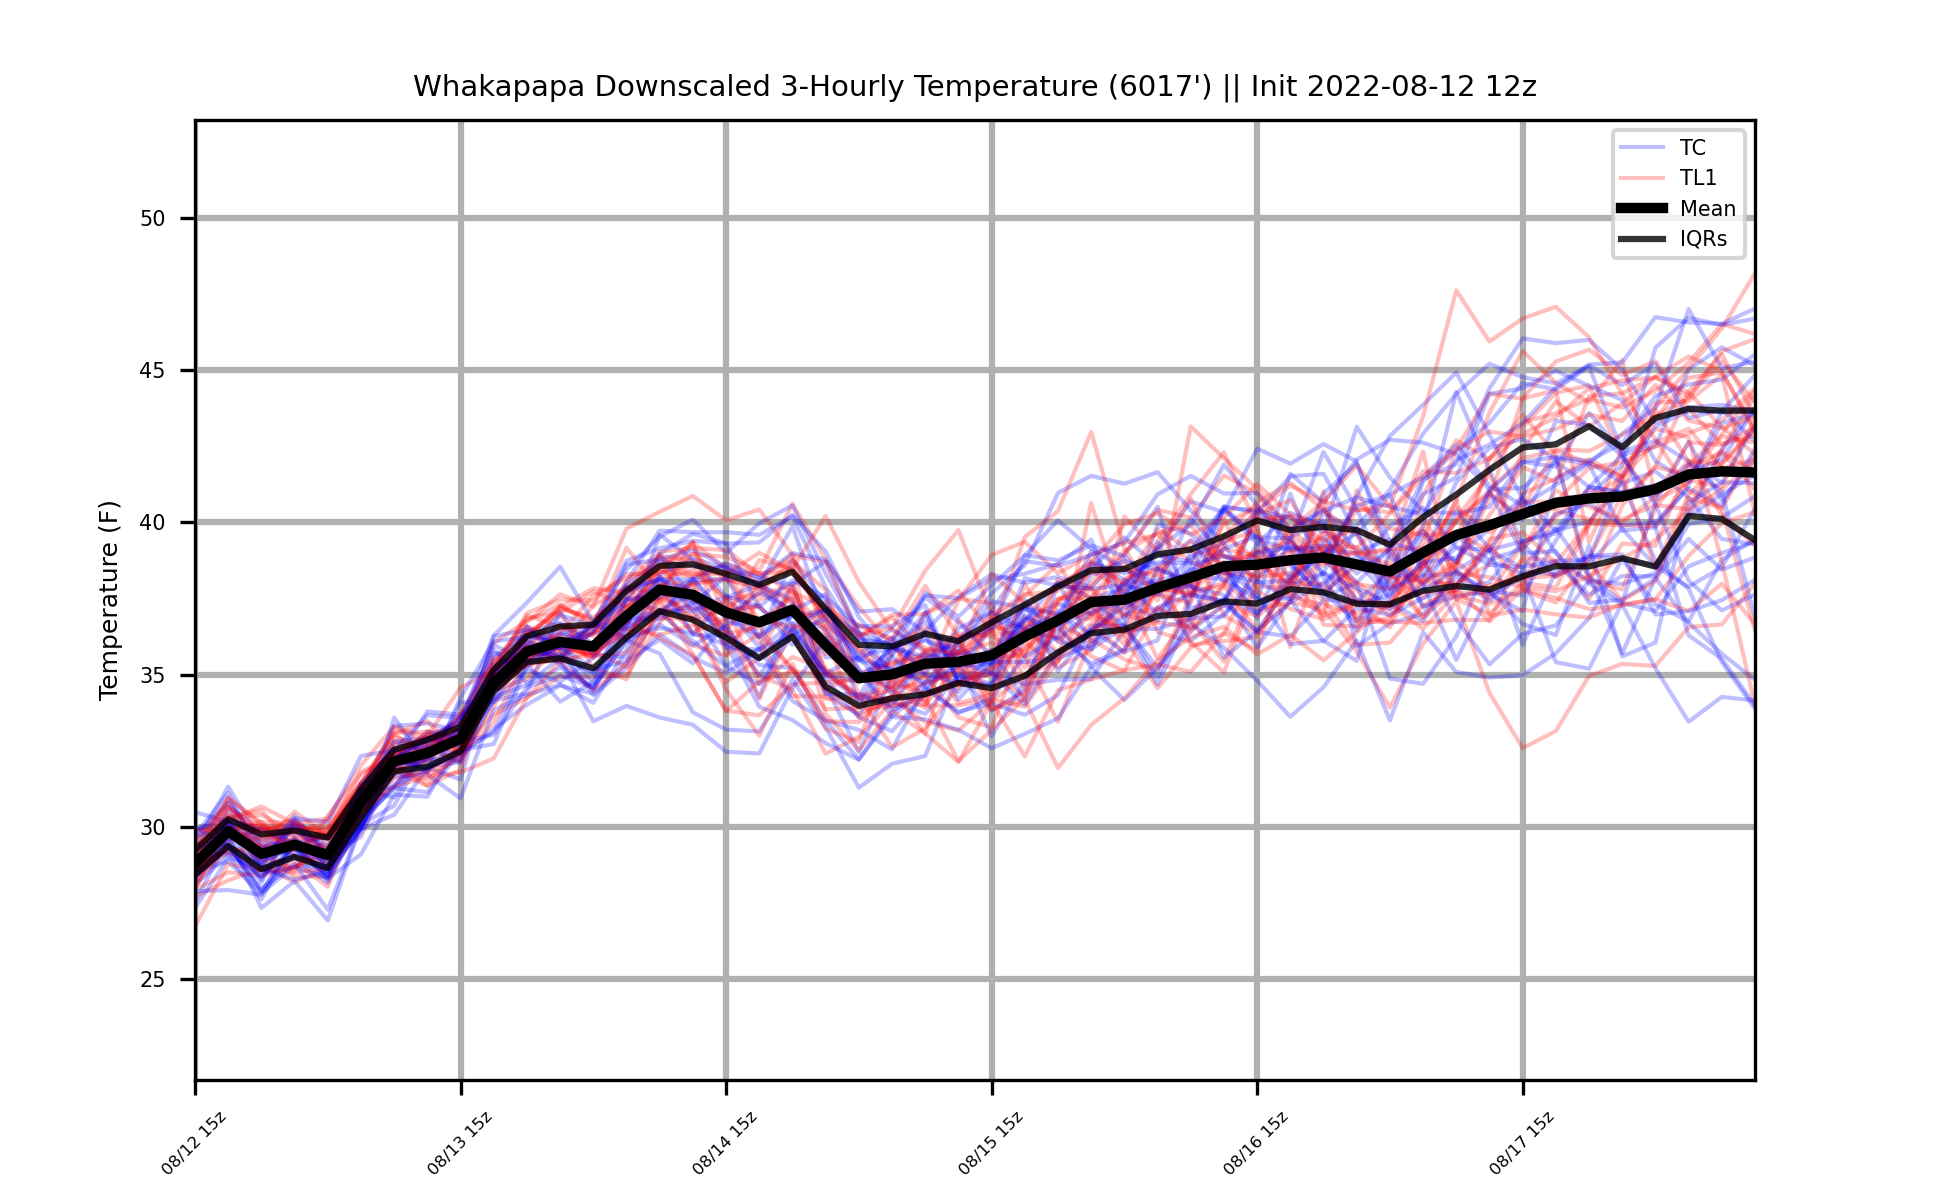 Whakapapa Downscaled 3-Hourly Temperature (6017') || Init 2022-08-12 12z
TC
TL1
Mean
IQRs
Temperature (F)
50
45
40
35
30
25
08/12 15z
08/13 15z
08/14 15z
08/15 15z
08/16 15z
08/17 15z